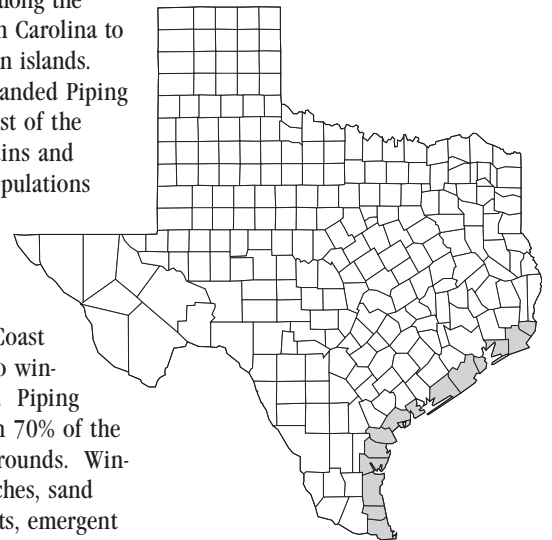 along the
n Carolina to
n islands.
anded Piping
st of the
ins and
pulations
Coast
o win-
. Piping
n 70% of the
rounds. Win-
ches, sand
ts, emergent